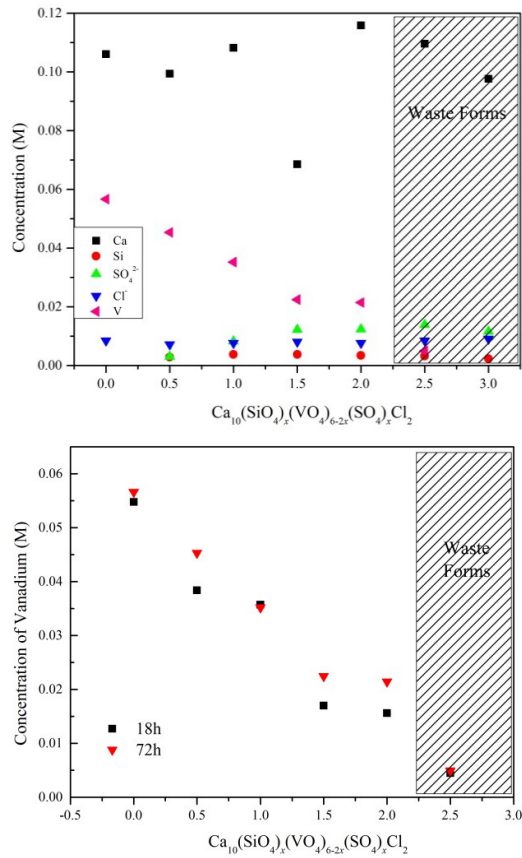 0.12
0.10
0.08
0.06
0.04
0.02
0.00
Concentration (M)
Waste Forms
Ca
Si
SO₄²⁻
Cl⁻
V
0.0 0.5 1.0 1.5 2.0 2.5 3.0
Ca₁₀(SiO₄)ₓ(VO₄)₆₋₂ₓ(SO₄)ₓCl₂
0.06
0.05
0.04
0.03
0.02
0.01
0.00
Concentration of Vanadium (M)
Waste
Forms
18h
72h
-0.5 0.0 0.5 1.0 1.5 2.0 2.5 3.0
Ca₁₀(SiO₄)ₓ(VO₄)₆₋₂ₓ(SO₄)ₓCl₂